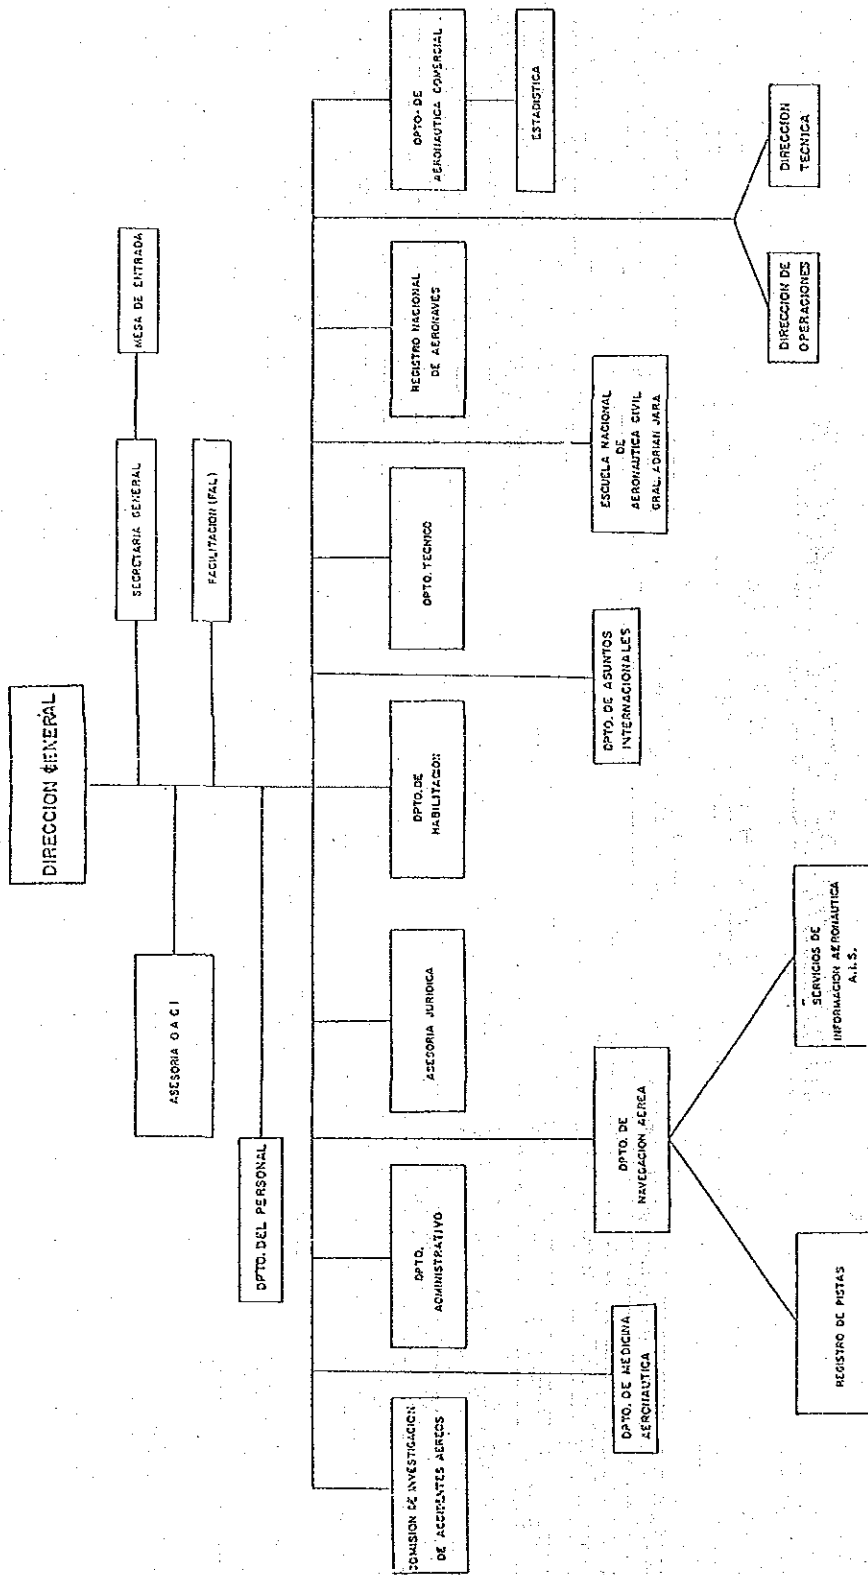 DIRECCION GENERAL
SECRETARIA GENERAL
MESA DE ENTRADA
ASESORIA O A C I
FACILITACION (FAL)
DPTO. DEL PERSONAL
COMISION DE INVESTIGACION
DE ACCIDENTES AEREOS
DPTO.
ADMINISTRATIVO
ASESORIA JURIDICA
DPTO. DE
HABILITACION
DPTO. TECNICO
REGISTRO NACIONAL
DE AERONAVES
DPTO. DE
AERONAUTICA COMERCIAL
ESTADISTICA
DPTO. DE MEDICINA
AERONAUTICA
DPTO. DE
NAVEGACION AEREA
DPTO. DE ASUNTOS
INTERNACIONALES
ESCUELA NACIONAL
DE
AERONAUTICA CIVIL
GRAL. ADRIAN JARA
REGISTRO DE PISTAS
SERVICIOS DE
INFORMACION AERONAUTICA
A.I.S.
DIRECCION DE
OPERACIONES
DIRECCION
TECNICA